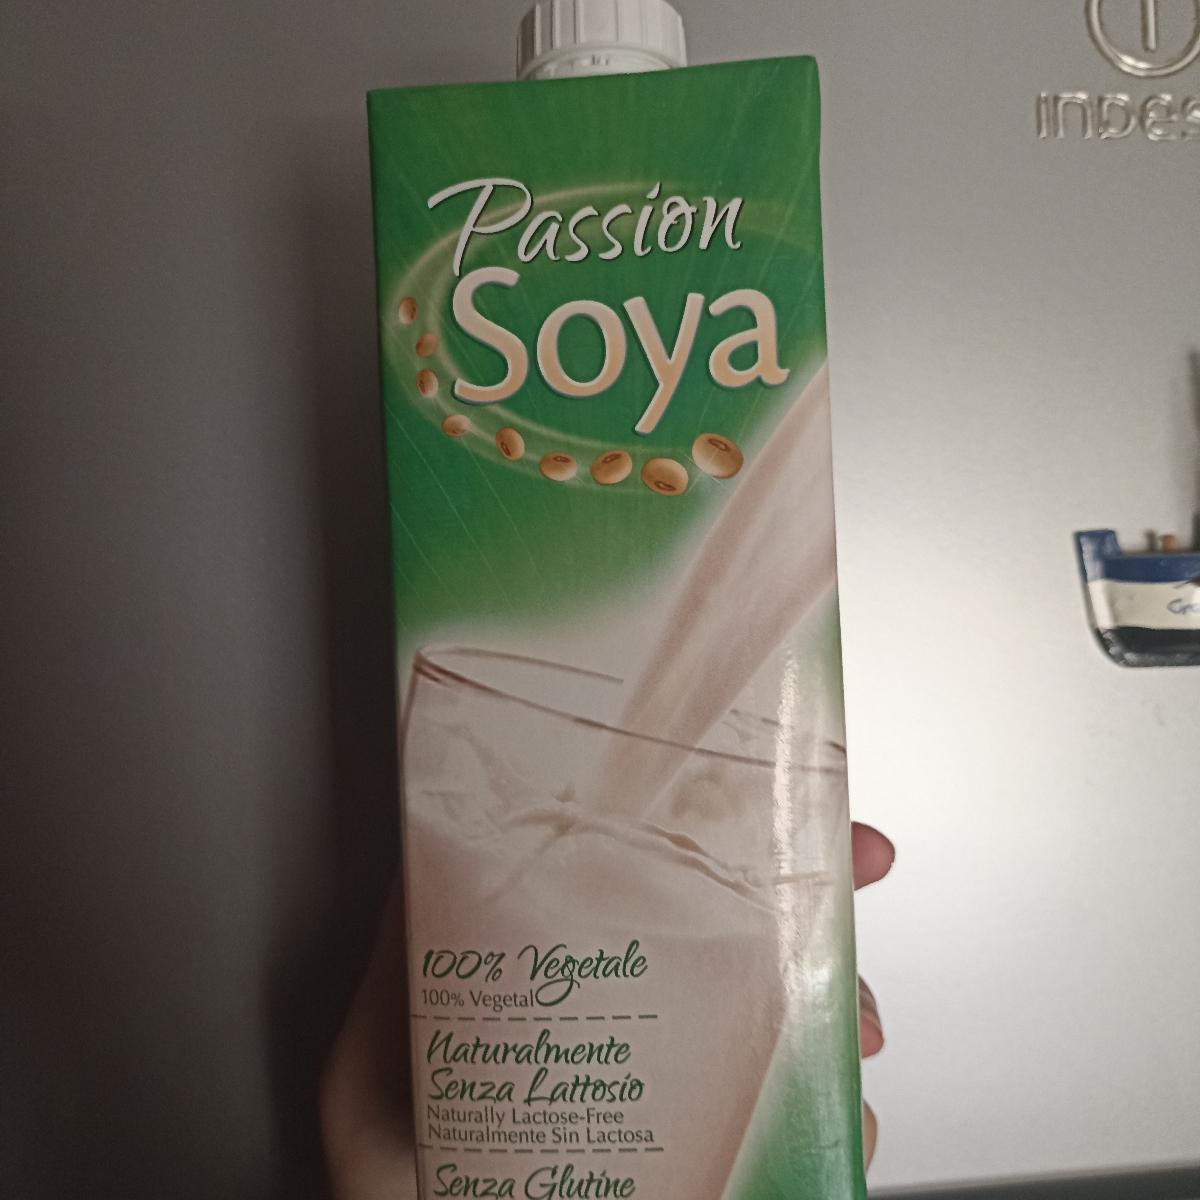 Passion
Soya
100% Vegetale
100% Vegetal
Naturalmente
Senza Lattosio
Naturally Lactose-Free
Naturalmente Sin Lactosa
Senza Glutine